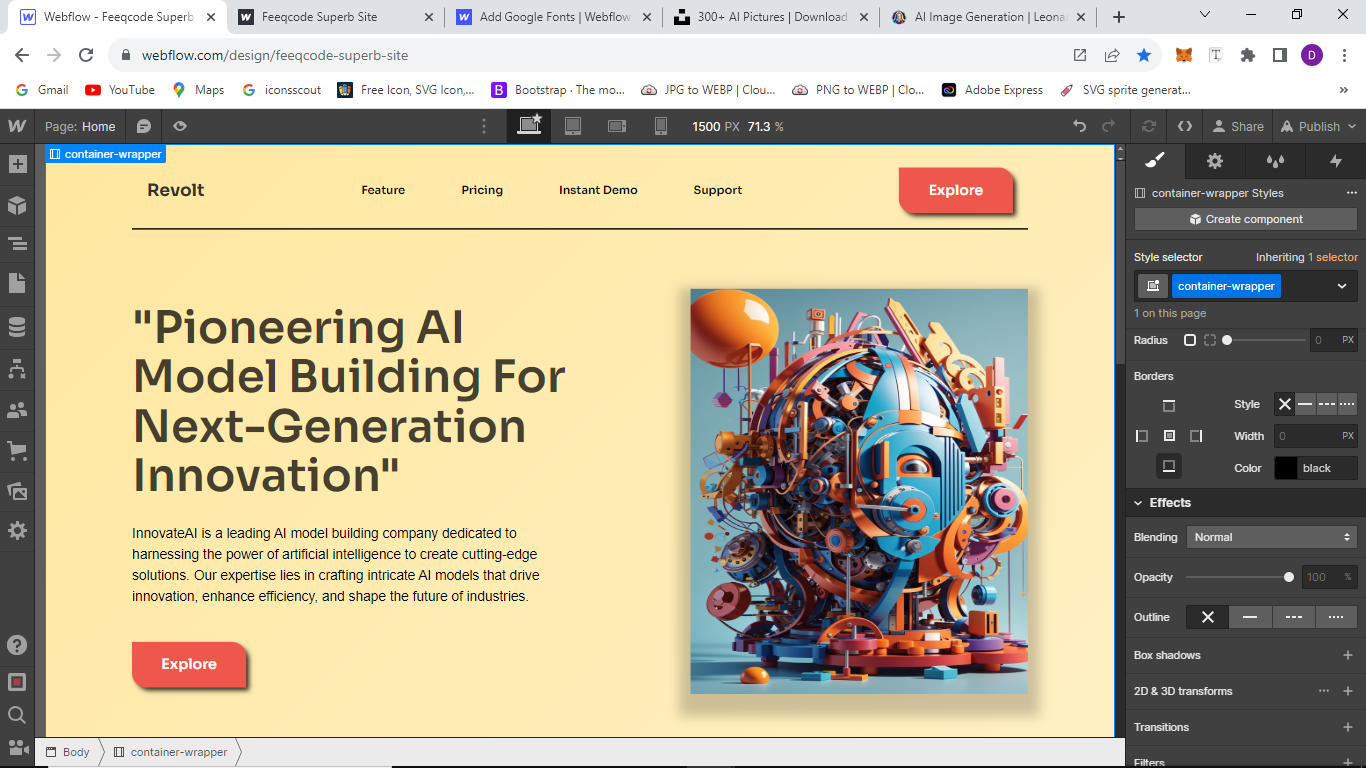 Webflow - Feeqcode Superb
Feeqcode Superb Site
Add Google Fonts | Webflow
300+ AI Pictures | Download
AI Image Generation | Leona
webflow.com/design/feeqcode-superb-site
D
Gmail
YouTube
Maps
iconsscout
Free Icon, SVG Icon,...
Bootstrap · The mo...
JPG to WEBP | Clou...
PNG to WEBP | Clo...
Adobe Express
SVG sprite generat...
»
Page: Home
1500 PX 71.3 %
Share
Publish
container-wrapper
Revolt
Feature
Pricing
Instant Demo
Support
Explore
"Pioneering AI
Model Building For
Next-Generation
Innovation"
InnovateAI is a leading AI model building company dedicated to
harnessing the power of artificial intelligence to create cutting-edge
solutions. Our expertise lies in crafting intricate AI models that drive
innovation, enhance efficiency, and shape the future of industries.
Explore
container-wrapper Styles
Create component
Style selector
Inheriting 1 selector
container-wrapper
1 on this page
Radius
0 PX
Borders
Style
Width
0 PX
Color
black
Effects
Blending
Normal
Opacity
100 %
Outline
Box shadows
2D & 3D transforms
Transitions
Filters
Body
container-wrapper